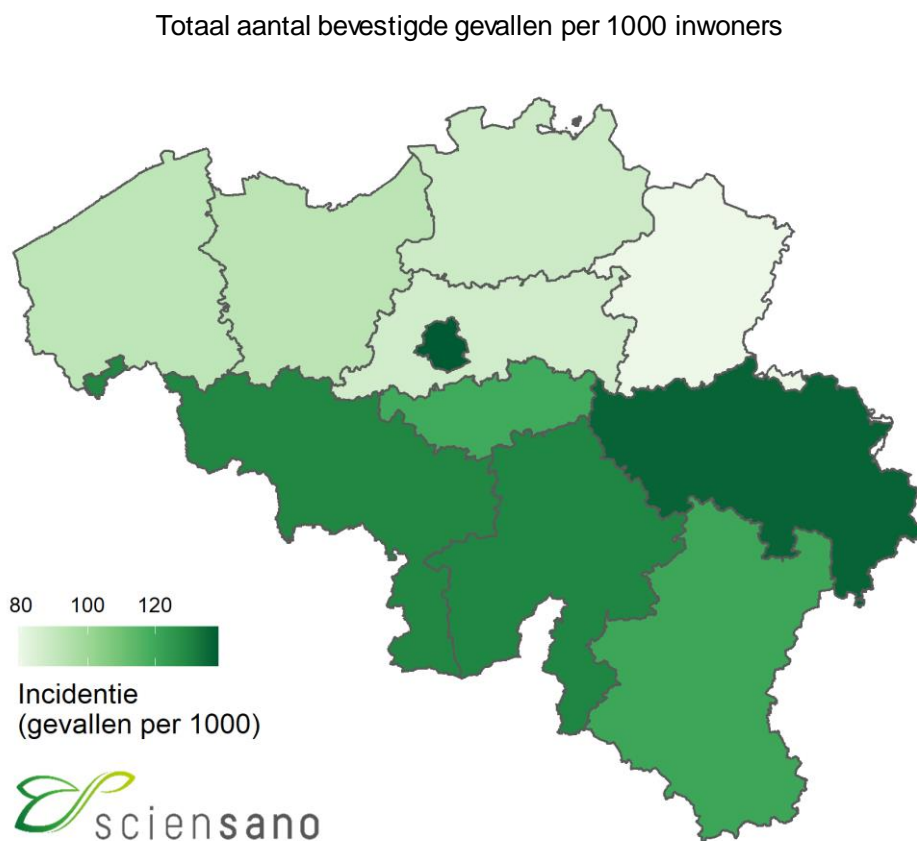 Totaal aantal bevestigde gevallen per 1000 inwoners
80 100 120
Incidentie
(gevallen per 1000)
sciensano